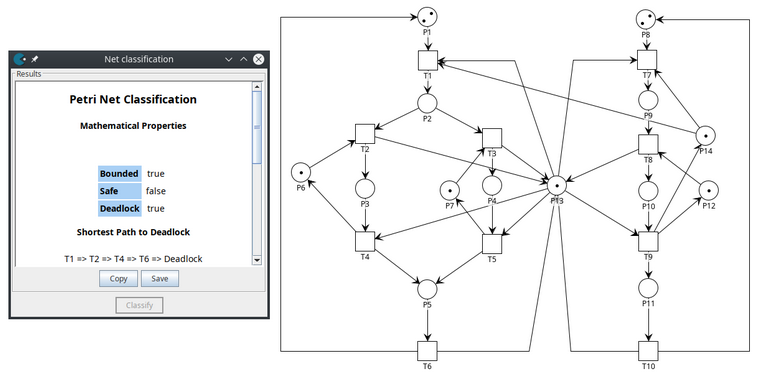 Net classification
Results
Petri Net Classification
Mathematical Properties
Bounded true
Safe false
Deadlock true
Shortest Path to Deadlock
T1 => T2 => T4 => T6 => Deadlock
Copy Save
Classify
P1
P8
T1
T7
P2
P9
T2
T3
T8
P14
P6
P3
P7
P4
P13
P10
P12
T4
T5
T9
P5
P11
T6
T10